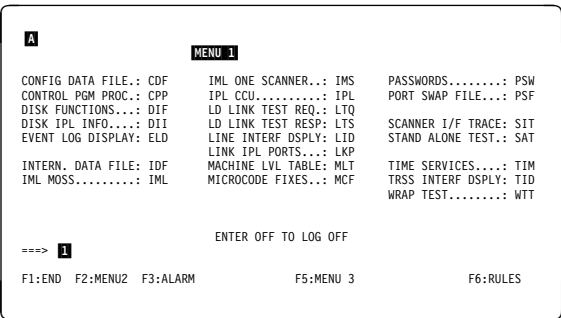 A
MENU 1
CONFIG DATA FILE.: CDF IML ONE SCANNER..: IMS PASSWORDS........: PSW
CONTROL PGM PROC.: CPP IPL CCU..........: IPL PORT SWAP FILE...: PSF
DISK FUNCTIONS...: DIF LD LINK TEST REQ.: LTQ
DISK IPL INFO....: DII LD LINK TEST RESP: LTS SCANNER I/F TRACE: SIT
EVENT LOG DISPLAY: ELD LINE INTERF DSPLY: LID STAND ALONE TEST.: SAT
LINK IPL PORTS...: LKP
INTERN. DATA FILE: IDF MACHINE LVL TABLE: MLT TIME SERVICES....: TIM
IML MOSS.........: IML MICROCODE FIXES..: MCF TRSS INTERF DSPLY: TID
WRAP TEST........: WTT
ENTER OFF TO LOG OFF
===> 1
F1:END F2:MENU2 F3:ALARM F5:MENU 3 F6:RULES